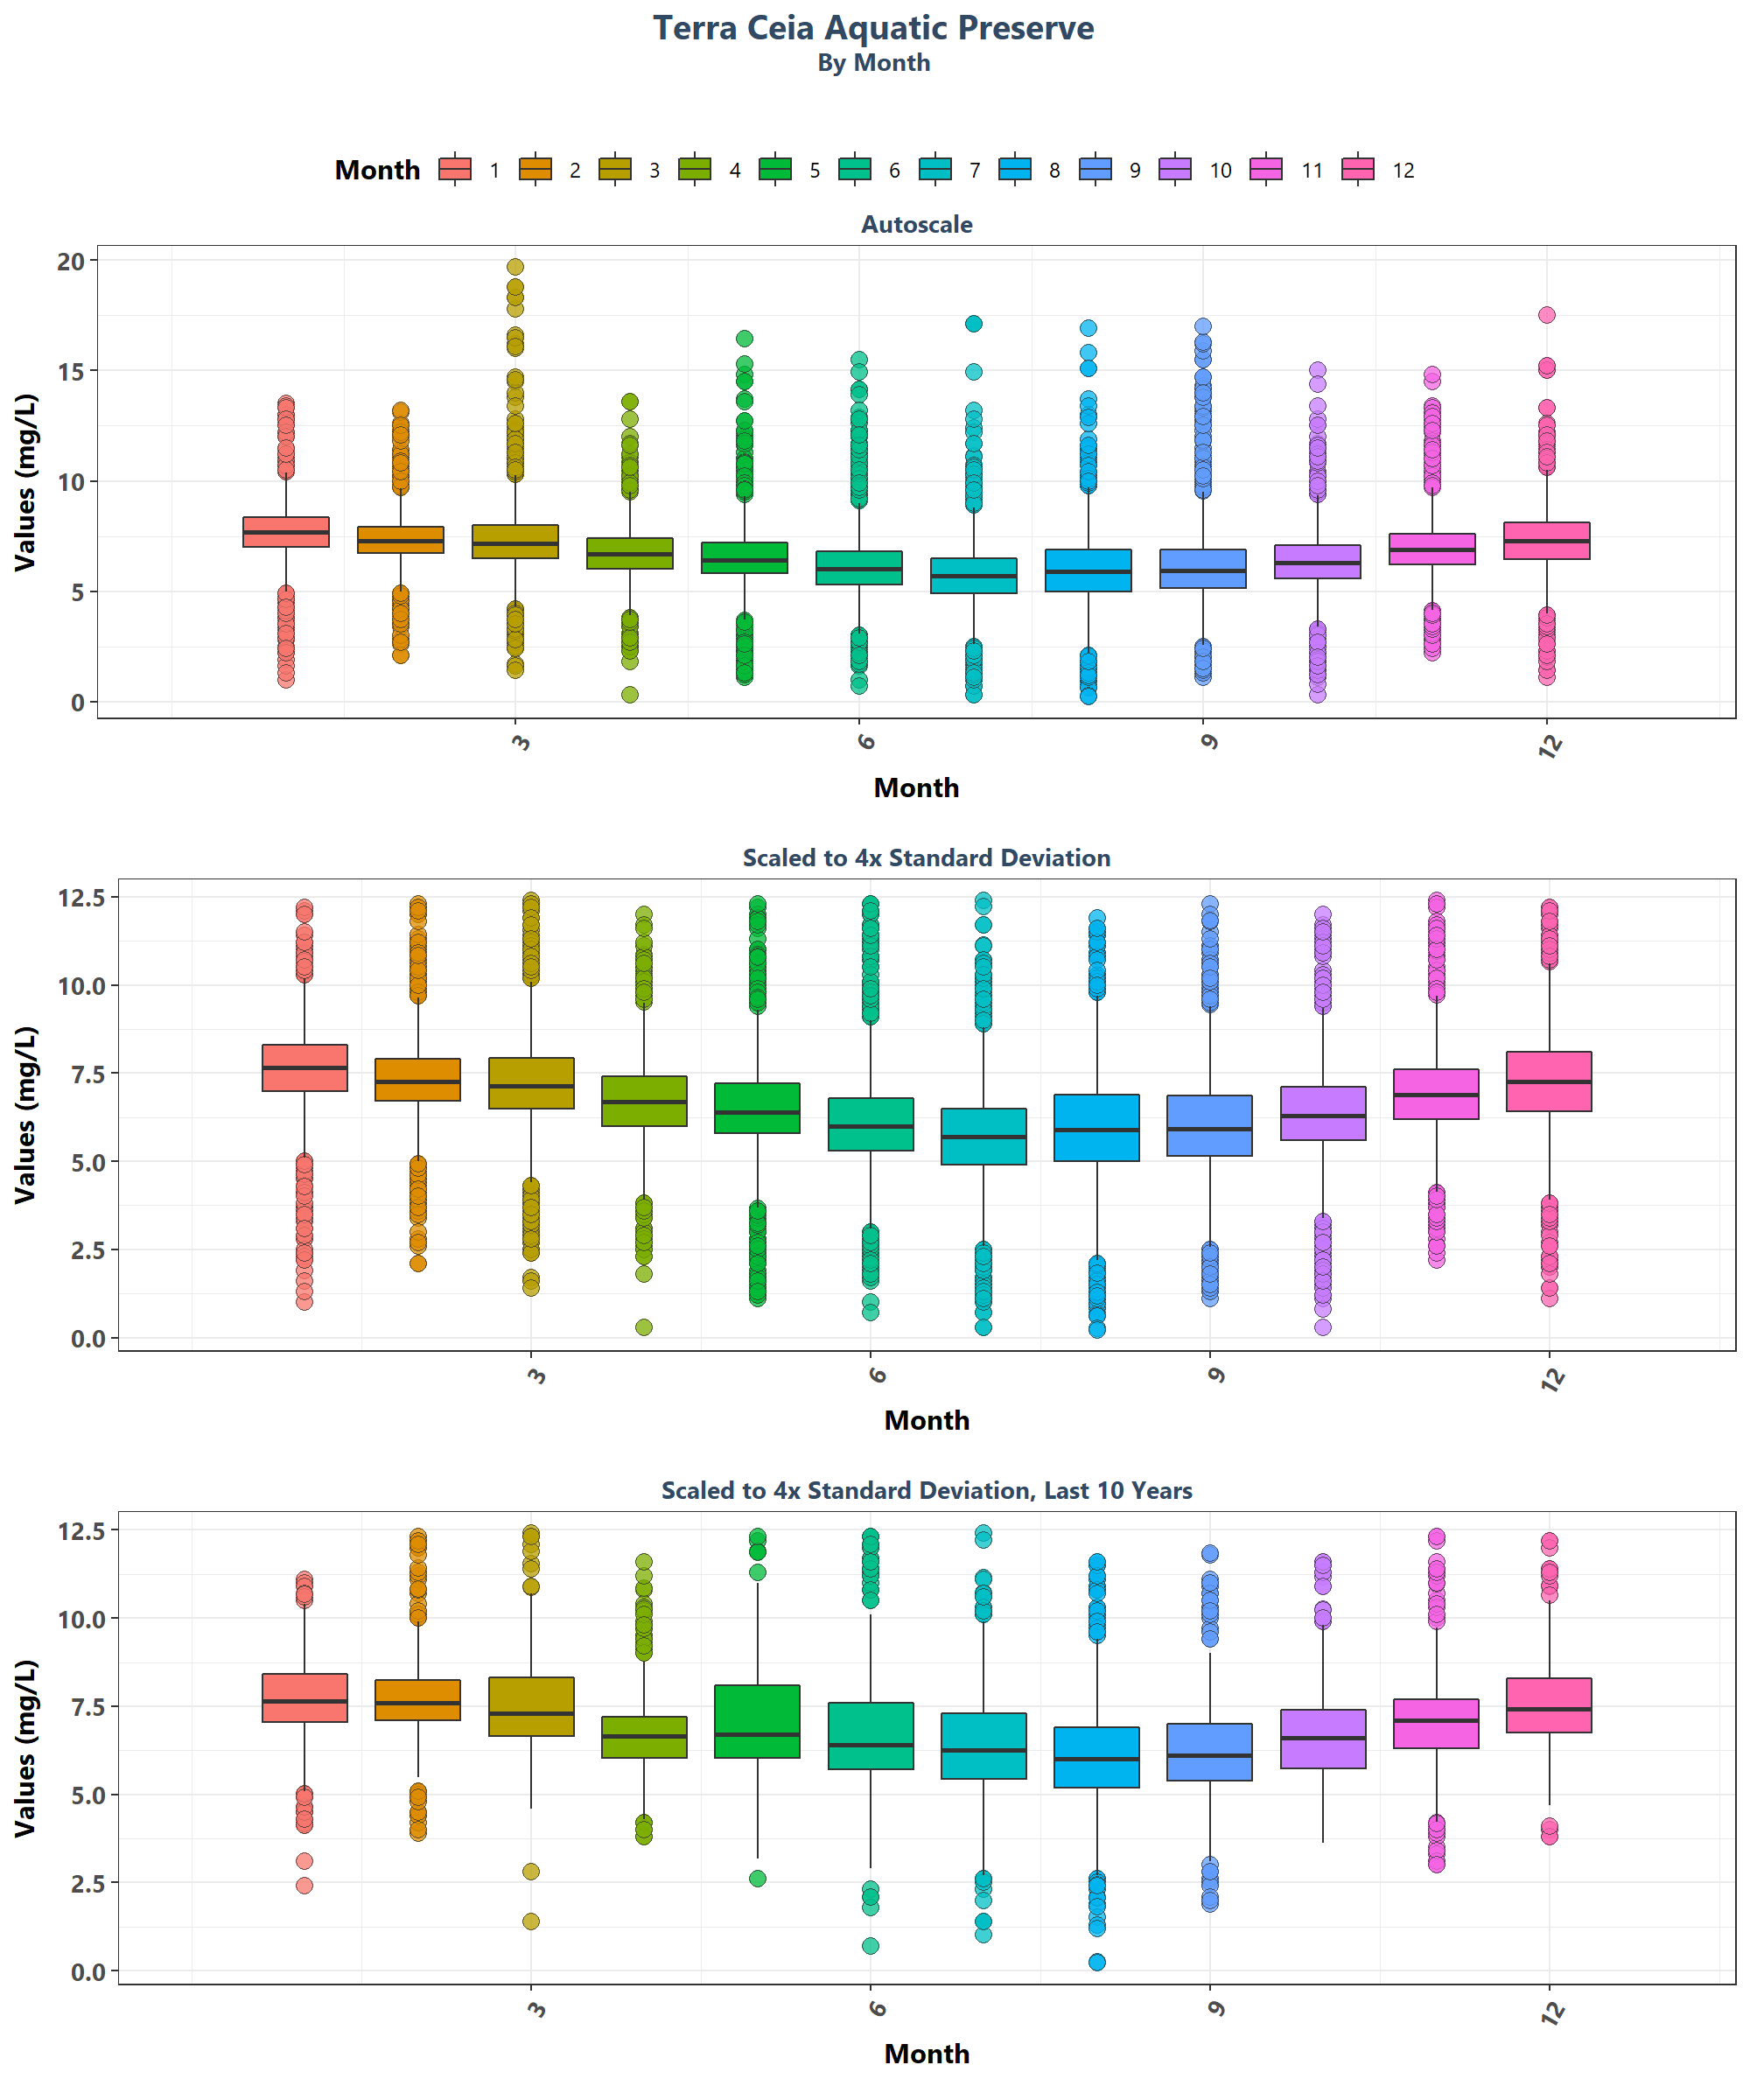 Terra Ceia Aquatic Preserve
By Month
Month 1 2 3 4 5 6 7 8 9 10 11 12
Autoscale
Values (mg/L)
20
15
10
5
0
3 6 9 12
Month
Scaled to 4x Standard Deviation
Values (mg/L)
12.5
10.0
7.5
5.0
2.5
0.0
3 6 9 12
Month
Scaled to 4x Standard Deviation, Last 10 Years
Values (mg/L)
12.5
10.0
7.5
5.0
2.5
0.0
3 6 9 12
Month